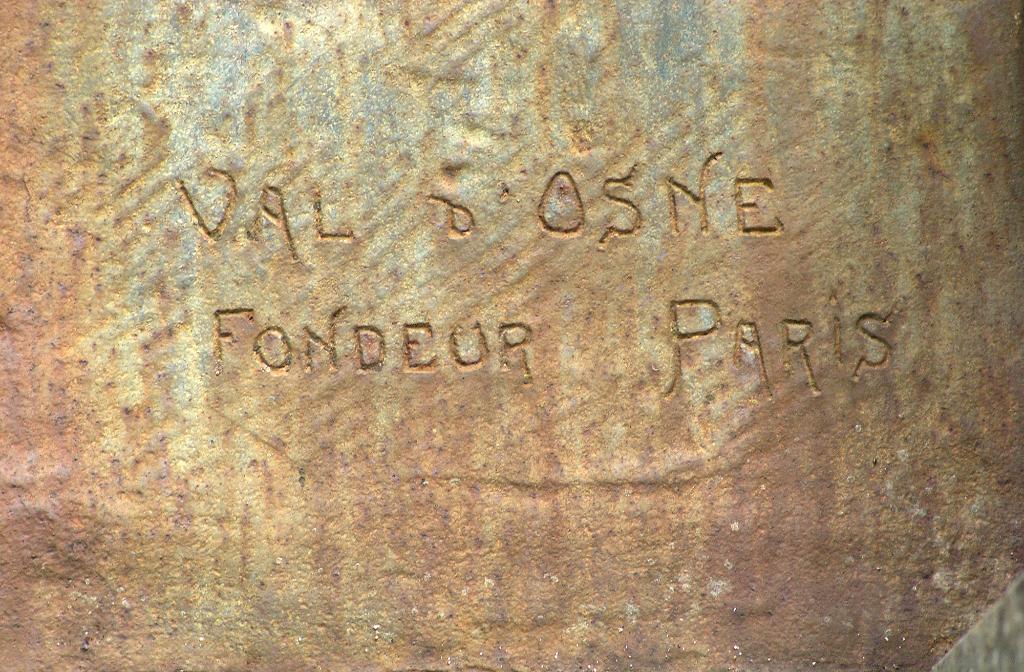 VAL d'OSNE
FONDEUR PARIS